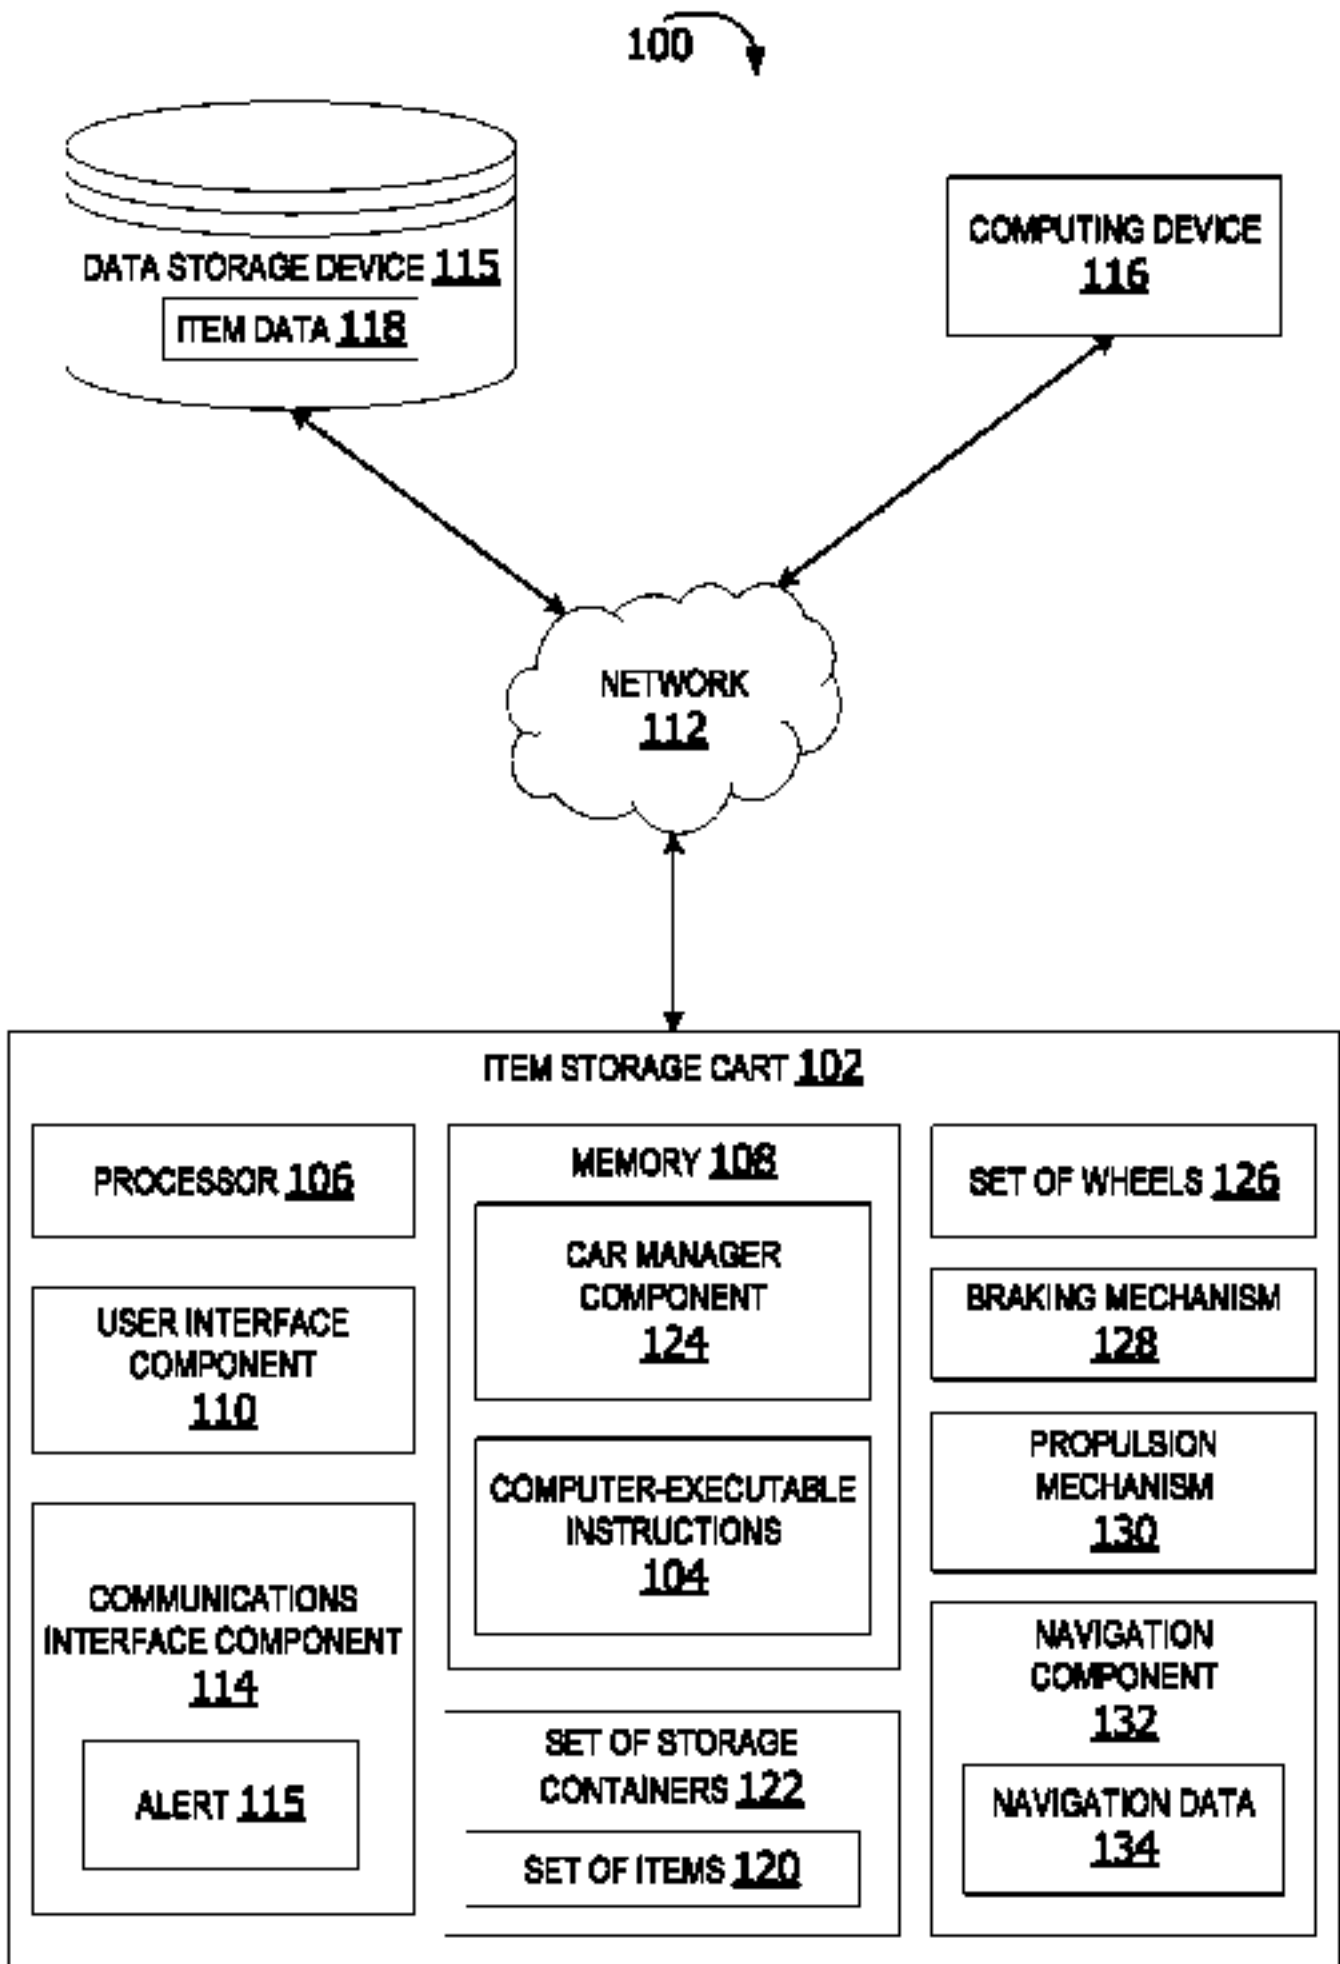 100
DATA STORAGE DEVICE 115
ITEM DATA 118
COMPUTING DEVICE
116
NETWORK
112
ITEM STORAGE CART 102
PROCESSOR 106
USER INTERFACE
COMPONENT
110
COMMUNICATIONS
INTERFACE COMPONENT
114
ALERT 115
MEMORY 108
CAR MANAGER
COMPONENT
124
COMPUTER-EXECUTABLE
INSTRUCTIONS
104
SET OF STORAGE
CONTAINERS 122
SET OF ITEMS 120
SET OF WHEELS 126
BRAKING MECHANISM
128
PROPULSION
MECHANISM
130
NAVIGATION
COMPONENT
132
NAVIGATION DATA
134